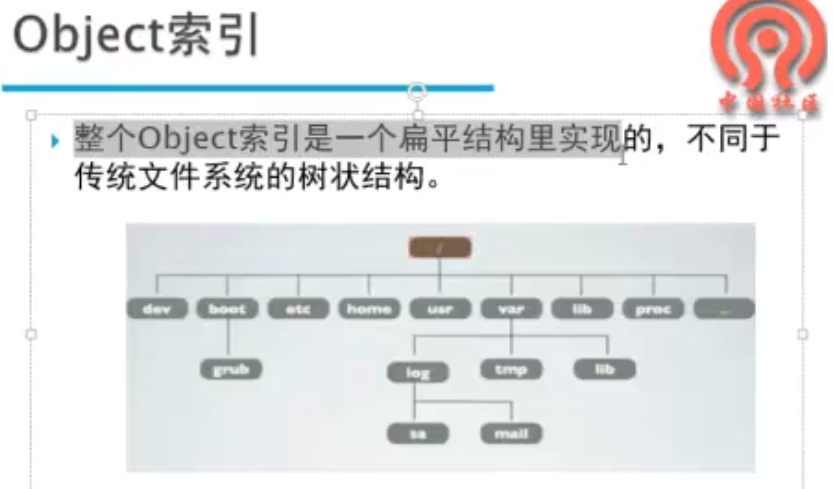 Object索引
中国社区
整个Object索引是一个扁平结构里实现的，不同于
传统文件系统的树状结构。
/
dev boot etc home usr var lib proc ...
grub log tmp lib
sa mail